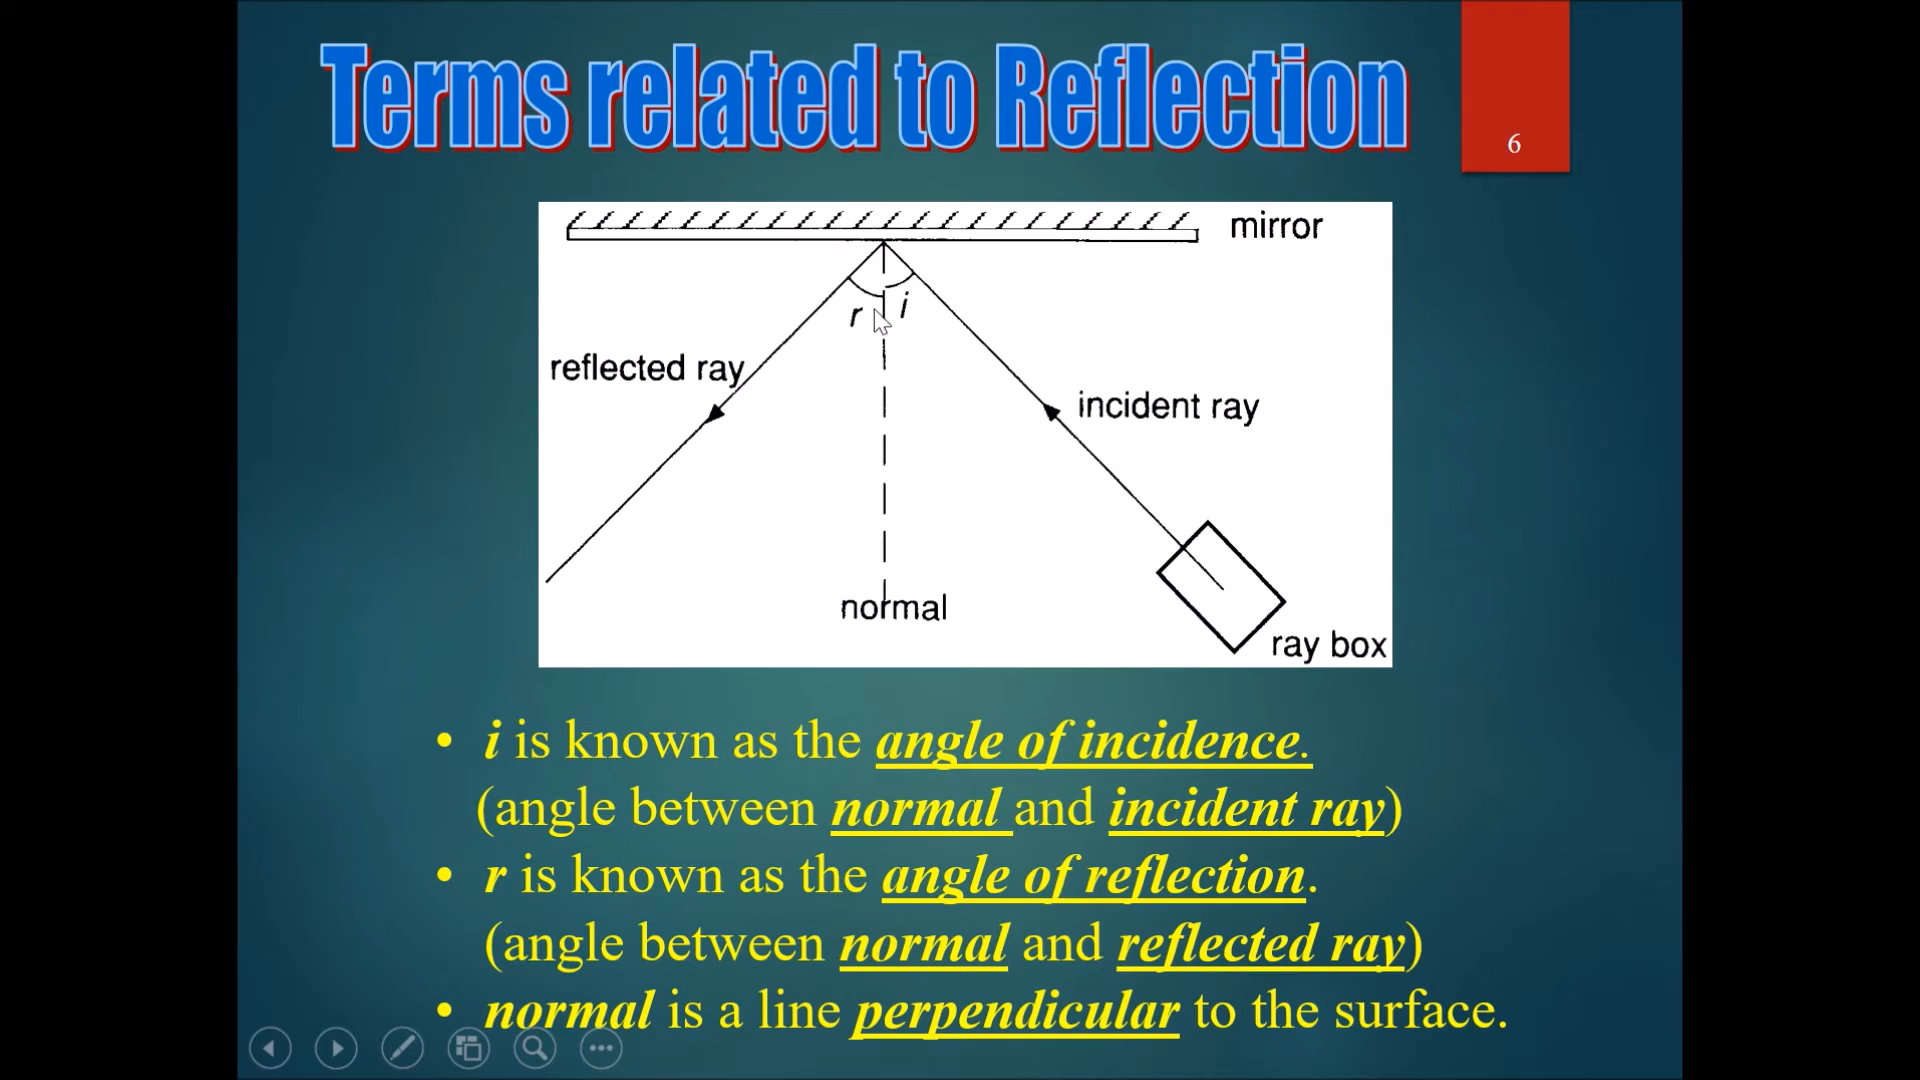 Terms related to Reflection
6
mirror
r i
reflected ray
incident ray
normal
ray box
• i is known as the angle of incidence.
(angle between normal and incident ray)
• r is known as the angle of reflection.
(angle between normal and reflected ray)
• normal is a line perpendicular to the surface.